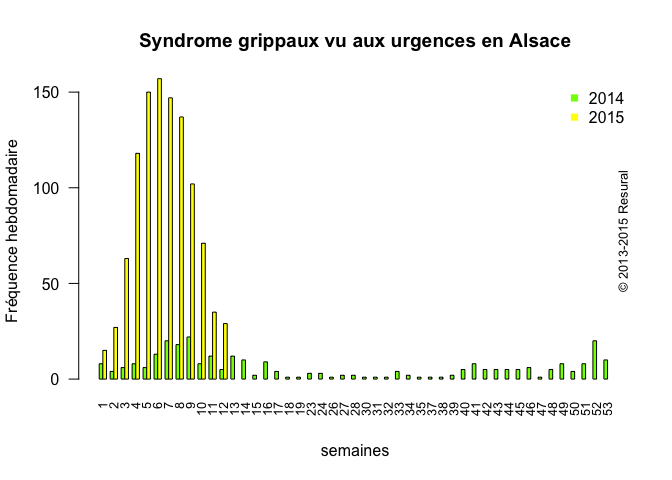 Syndrome grippaux vu aux urgences en Alsace
Fréquence hebdomadaire
150
100
50
0
2014
2015
© 2013-2015 Resural
1 2 3 4 5 6 7 8 9 10 11 12 13 14 15 16 17 18 19 23 24 26 27 28 30 31 32 33 34 35 37 38 39 40 41 42 43 44 45 46 47 48 49 50 51 52 53
semaines